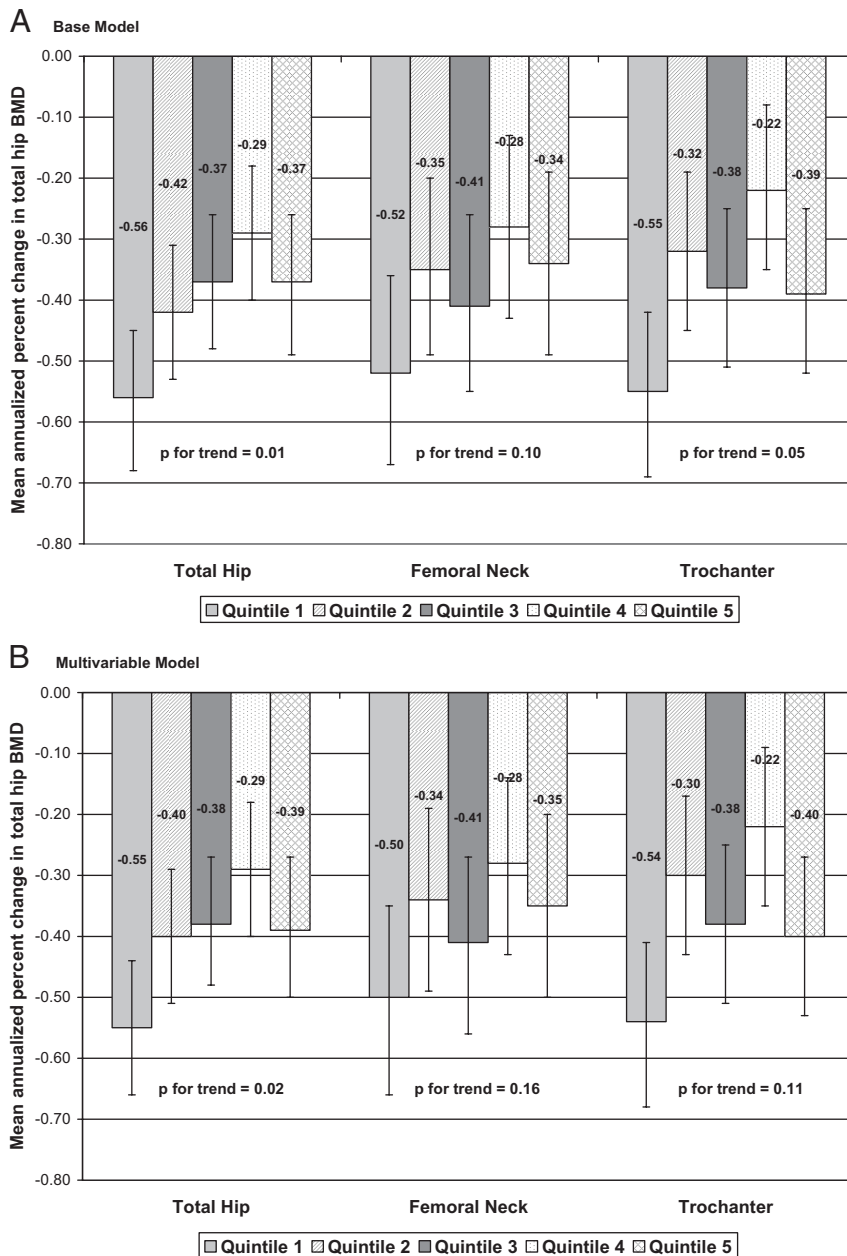 A Base Model
Mean annualized percent change in total hip BMD
0.00
-0.10
-0.20
-0.30
-0.40
-0.50
-0.60
-0.70
-0.80
-0.56 -0.42 -0.37 -0.29 -0.37
-0.52 -0.35 -0.41 -0.28 -0.34
-0.55 -0.32 -0.38 -0.22 -0.39
p for trend = 0.01 p for trend = 0.10 p for trend = 0.05
Total Hip Femoral Neck Trochanter
Quintile 1 Quintile 2 Quintile 3 Quintile 4 Quintile 5
B Multivariable Model
Mean annualized percent change in total hip BMD
0.00
-0.10
-0.20
-0.30
-0.40
-0.50
-0.60
-0.70
-0.80
-0.55 -0.40 -0.38 -0.29 -0.39
-0.50 -0.34 -0.41 -0.28 -0.35
-0.54 -0.30 -0.38 -0.22 -0.40
p for trend = 0.02 p for trend = 0.16 p for trend = 0.11
Total Hip Femoral Neck Trochanter
Quintile 1 Quintile 2 Quintile 3 Quintile 4 Quintile 5